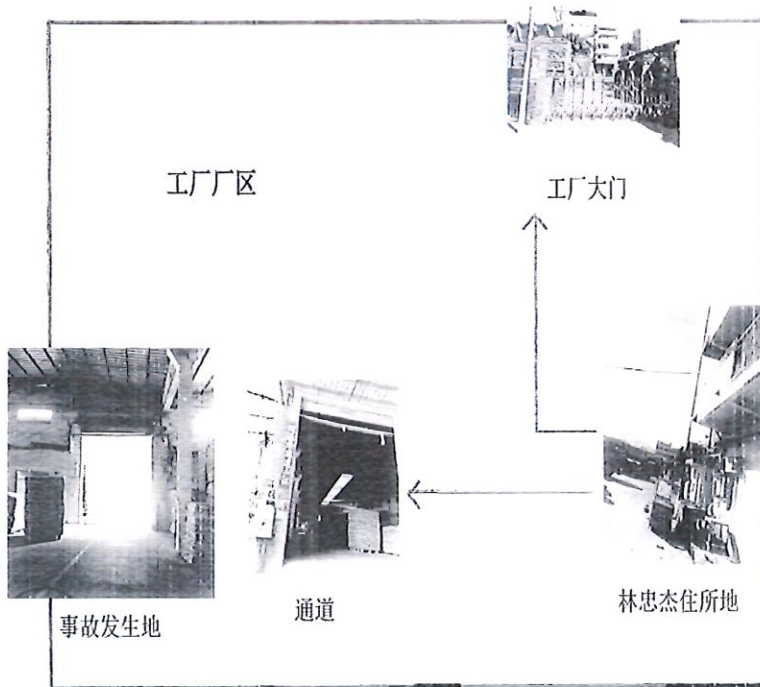 工厂厂区
工厂大门
事故发生地
通道
林忠杰住所地